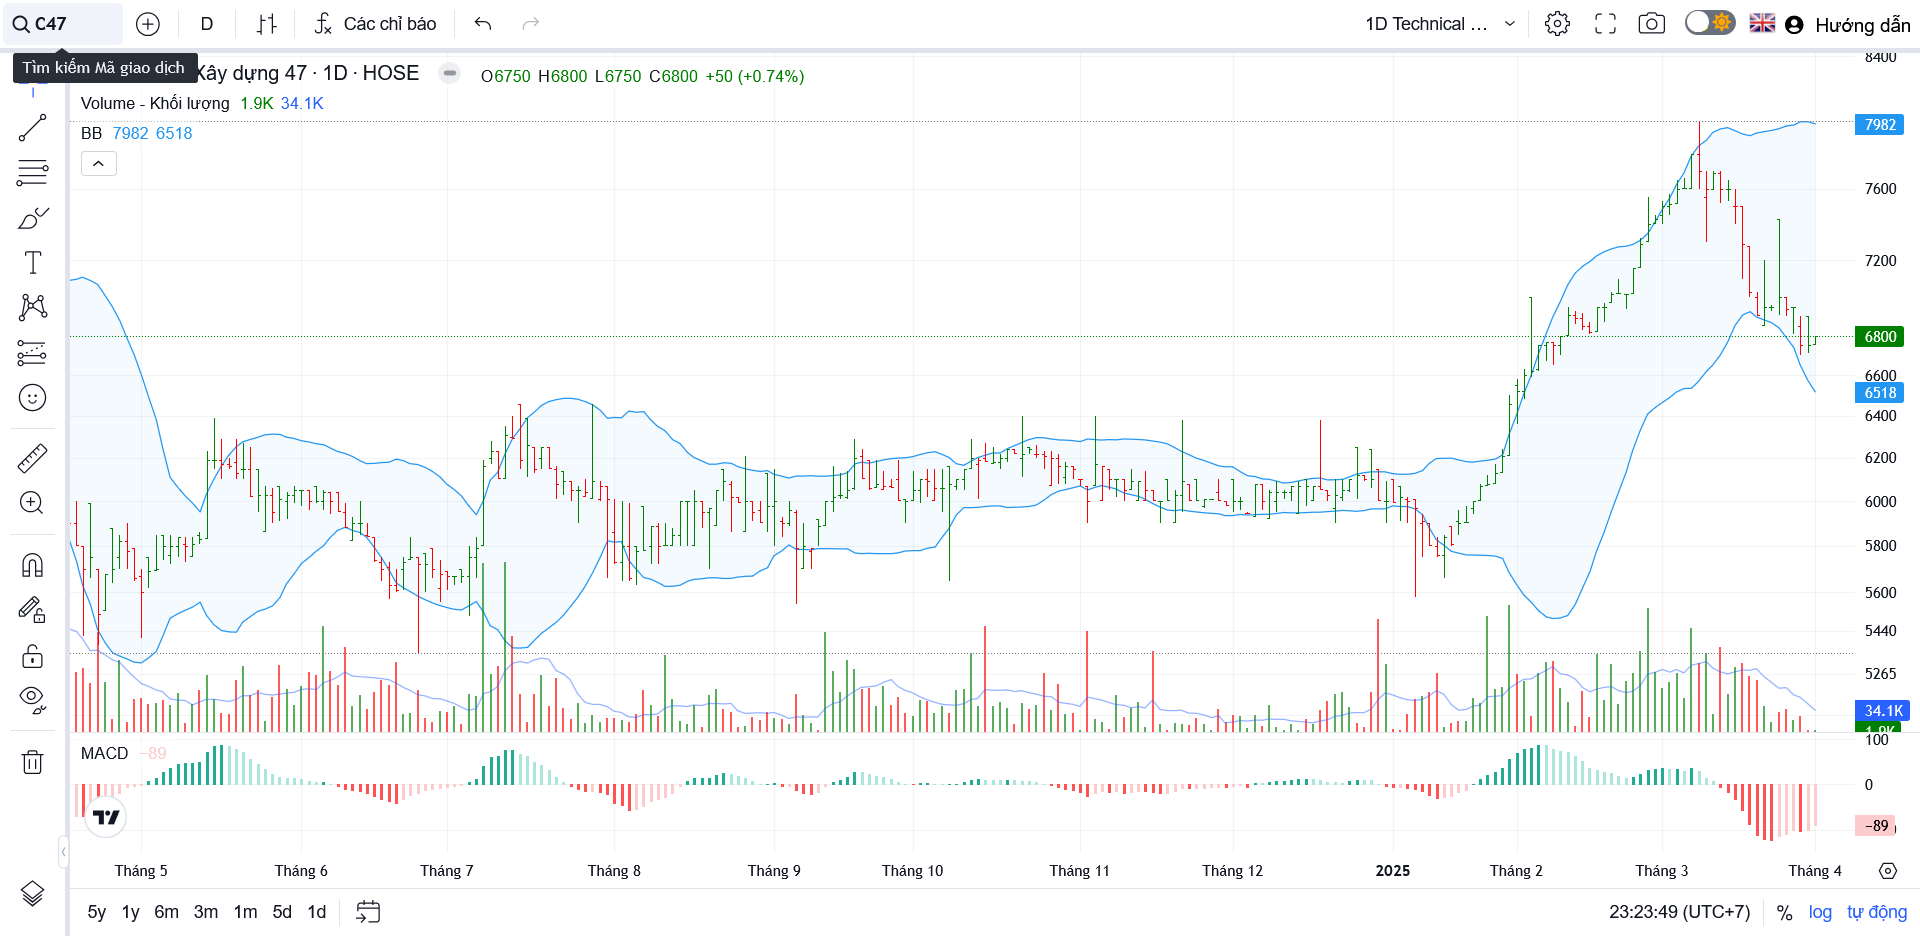 C47
D
Các chỉ báo
1D Technical ...
Hướng dẫn
Tìm kiếm Mã giao dịch
Xây dựng 47 · 1D · HOSE
O6750 H6800 L6750 C6800 +50 (+0.74%)
Volume - Khối lượng 1.9K 34.1K
BB 7982 6518
8400
7982
7600
7200
6800
6600
6518
6400
6200
6000
5800
5600
5440
5265
34.1K
1.9K
MACD −89
100
0
−89
Tháng 5
Tháng 6
Tháng 7
Tháng 8
Tháng 9
Tháng 10
Tháng 11
Tháng 12
2025
Tháng 2
Tháng 3
Tháng 4
5y 1y 6m 3m 1m 5d 1d
23:23:49 (UTC+7)
%
log
tự động